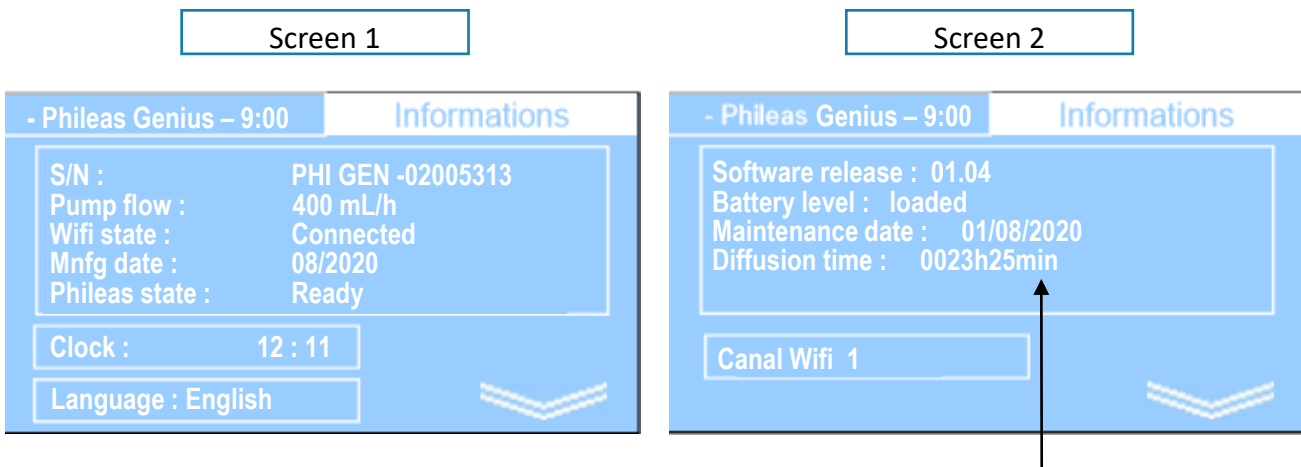 Screen 1
- Phileas Genius – 9:00
Informations
S/N : PHI GEN -02005313
Pump flow : 400 mL/h
Wifi state : Connected
Mnfg date : 08/2020
Phileas state : Ready
Clock : 12 : 11
Language : English
Screen 2
- Phileas Genius – 9:00
Informations
Software release : 01.04
Battery level : loaded
Maintenance date : 01/08/2020
Diffusion time : 0023h25min
Canal Wifi 1